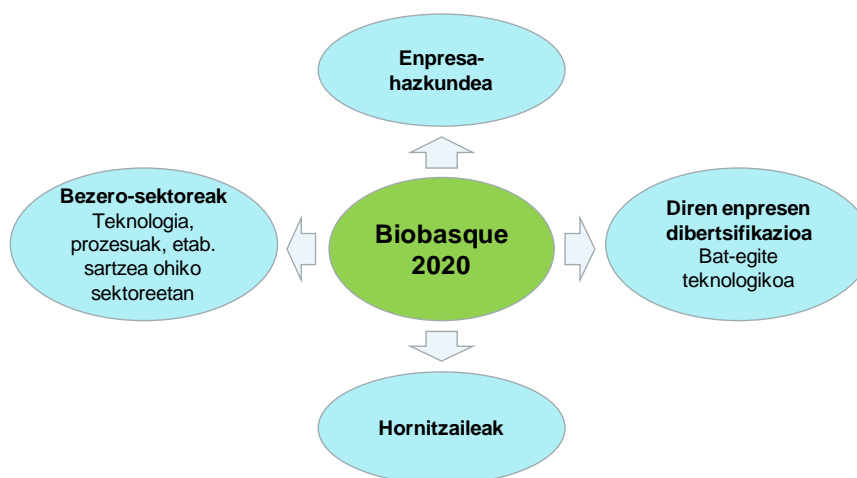 Enpresa-
hazkundea
Bezero-sektoreak
Teknologia,
prozesuak, etab.
sartzea ohiko
sektoreetan
Biobasque
2020
Diren enpresen
dibertsifikazioa
Bat-egite
teknologikoa
Hornitzaileak